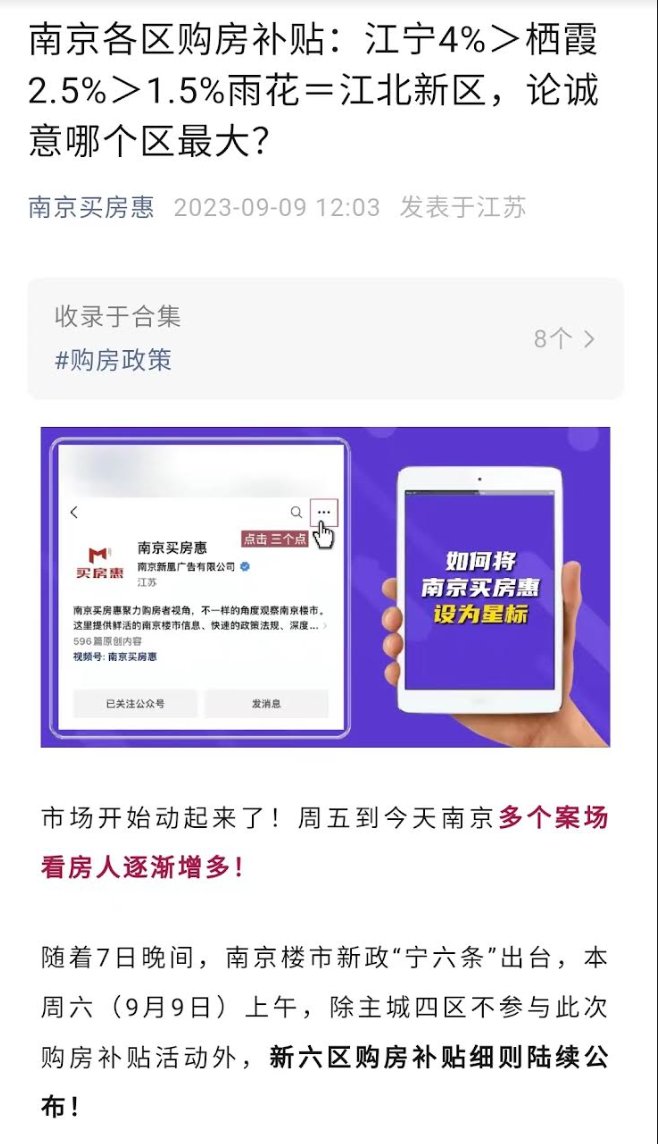 南京各区购房补贴：江宁4%＞栖霞
2.5%＞1.5%雨花＝江北新区，论诚
意哪个区最大？
南京买房惠 2023-09-09 12:03 发表于江苏
收录于合集
#购房政策
8个
点击 三个点
买房惠
南京买房惠
南京新凰广告有限公司
江苏
南京买房惠聚力购房者视角，不一样的角度观察南京楼市。
这里提供鲜活的南京楼市信息、快速的政策法规、深度...
596篇原创内容
视频号: 南京买房惠
已关注公众号
发消息
如何将
南京买房惠
设为星标
市场开始动起来了！周五到今天南京多个案场
看房人逐渐增多！
随着7日晚间，南京楼市新政“宁六条”出台，本
周六（9月9日）上午，除主城四区不参与此次
购房补贴活动外，新六区购房补贴细则陆续公
布！